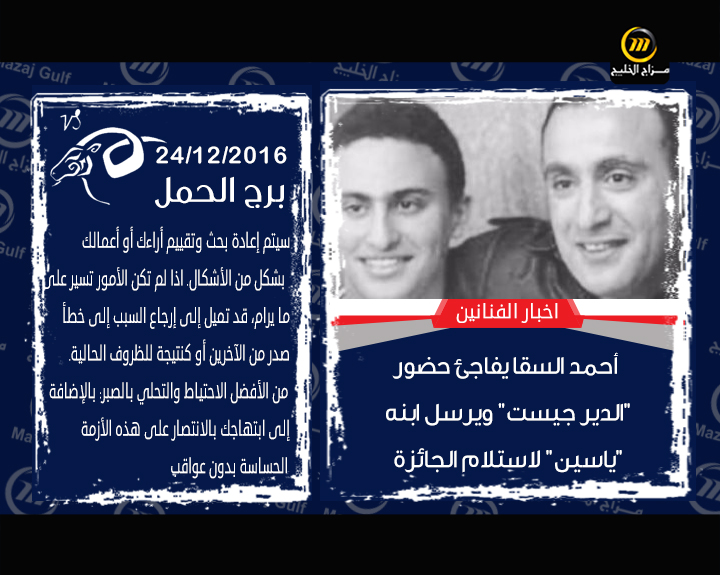 مزاج الخليج
24/12/2016
برج الحمل
سيتم إعادة بحث وتقييم أراءك أو أعمالك
بشكل من الأشكال. اذا لم تكن الأمور تسير على
ما يرام، قد تميل إلى إرجاع السبب إلى خطأ
صدر من الآخرين أو كنتيجة للظروف الحالية.
من الأفضل الاحتياط والتحلي بالصبر: بالإضافة
إلى ابتهاجك بالانتصار على هذه الأزمة
الحساسة بدون عواقب
اخبار الفنانين
أحمد السقا يفاجئ حضور
"الدير جيست" ويرسل ابنه
"ياسين" لاستلام الجائزة
Mazaj Gulf